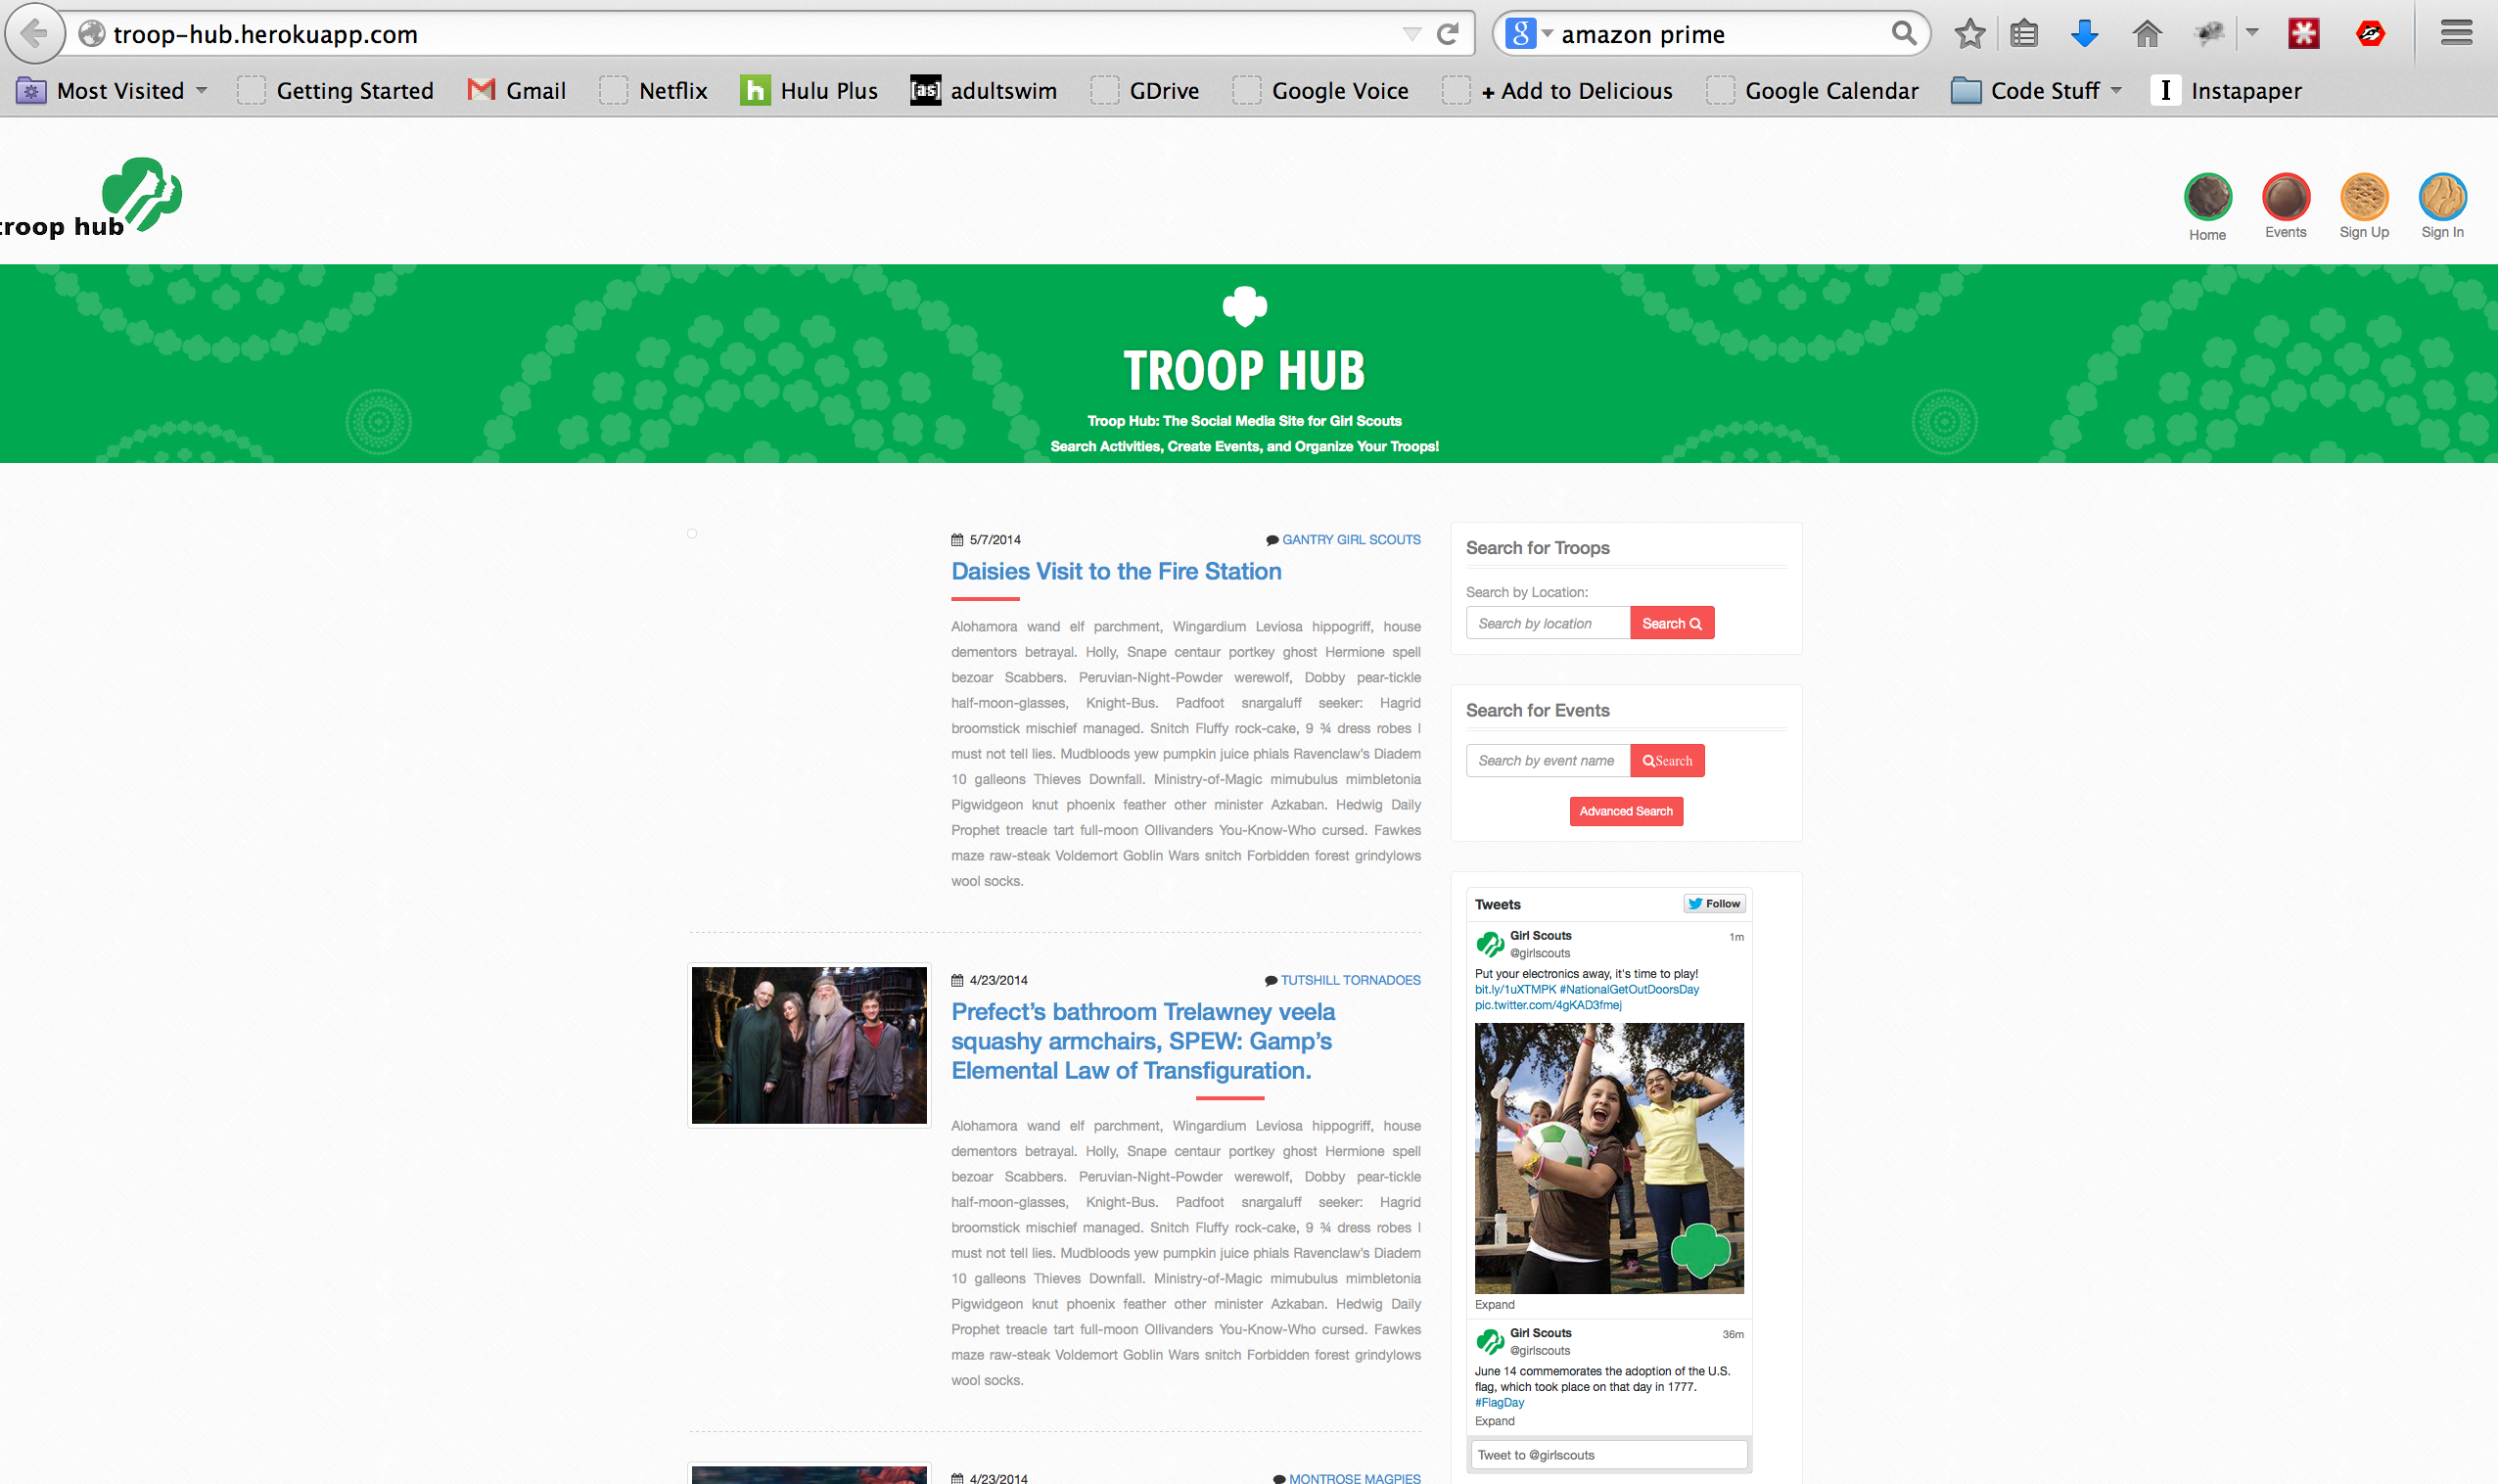 troop-hub.herokuapp.com
amazon prime
Most Visited
Getting Started
Gmail
Netflix
Hulu Plus
[as] adultswim
GDrive
Google Voice
+ Add to Delicious
Google Calendar
Code Stuff
Instapaper
troop hub
Home
Events
Sign Up
Sign In
TROOP HUB
Troop Hub: The Social Media Site for Girl Scouts
Search Activities, Create Events, and Organize Your Troops!
5/7/2014
GANTRY GIRL SCOUTS
Daisies Visit to the Fire Station
Alohamora wand elf parchment, Wingardium Leviosa hippogriff, house
dementors betrayal. Holly, Snape centaur portkey ghost Hermione spell
bezoar Scabbers. Peruvian-Night-Powder werewolf, Dobby pear-tickle
half-moon-glasses, Knight-Bus. Padfoot snargaluff seeker: Hagrid
broomstick mischief managed. Snitch Fluffy rock-cake, 9 ¾ dress robes I
must not tell lies. Mudbloods yew pumpkin juice phials Ravenclaw’s Diadem
10 galleons Thieves Downfall. Ministry-of-Magic mimubulus mimbletonia
Pigwidgeon knut phoenix feather other minister Azkaban. Hedwig Daily
Prophet treacle tart full-moon Ollivanders You-Know-Who cursed. Fawkes
maze raw-steak Voldemort Goblin Wars snitch Forbidden forest grindylows
wool socks.
4/23/2014
TUTSHILL TORNADOES
Prefect’s bathroom Trelawney veela
squashy armchairs, SPEW: Gamp’s
Elemental Law of Transfiguration.
Alohamora wand elf parchment, Wingardium Leviosa hippogriff, house
dementors betrayal. Holly, Snape centaur portkey ghost Hermione spell
bezoar Scabbers. Peruvian-Night-Powder werewolf, Dobby pear-tickle
half-moon-glasses, Knight-Bus. Padfoot snargaluff seeker: Hagrid
broomstick mischief managed. Snitch Fluffy rock-cake, 9 ¾ dress robes I
must not tell lies. Mudbloods yew pumpkin juice phials Ravenclaw’s Diadem
10 galleons Thieves Downfall. Ministry-of-Magic mimubulus mimbletonia
Pigwidgeon knut phoenix feather other minister Azkaban. Hedwig Daily
Prophet treacle tart full-moon Ollivanders You-Know-Who cursed. Fawkes
maze raw-steak Voldemort Goblin Wars snitch Forbidden forest grindylows
wool socks.
4/23/2014
MONTROSE MAGPIES
Search for Troops
Search by Location:
Search by location
Search
Search for Events
Search by event name
Search
Advanced Search
Tweets
Follow
Girl Scouts
1m
@girlscouts
Put your electronics away, it's time to play!
bit.ly/1uXTMPK #NationalGetOutDoorsDay
pic.twitter.com/4gKAD3fmej
Expand
Girl Scouts
36m
@girlscouts
June 14 commemorates the adoption of the U.S.
flag, which took place on that day in 1777.
#FlagDay
Expand
Tweet to @girlscouts